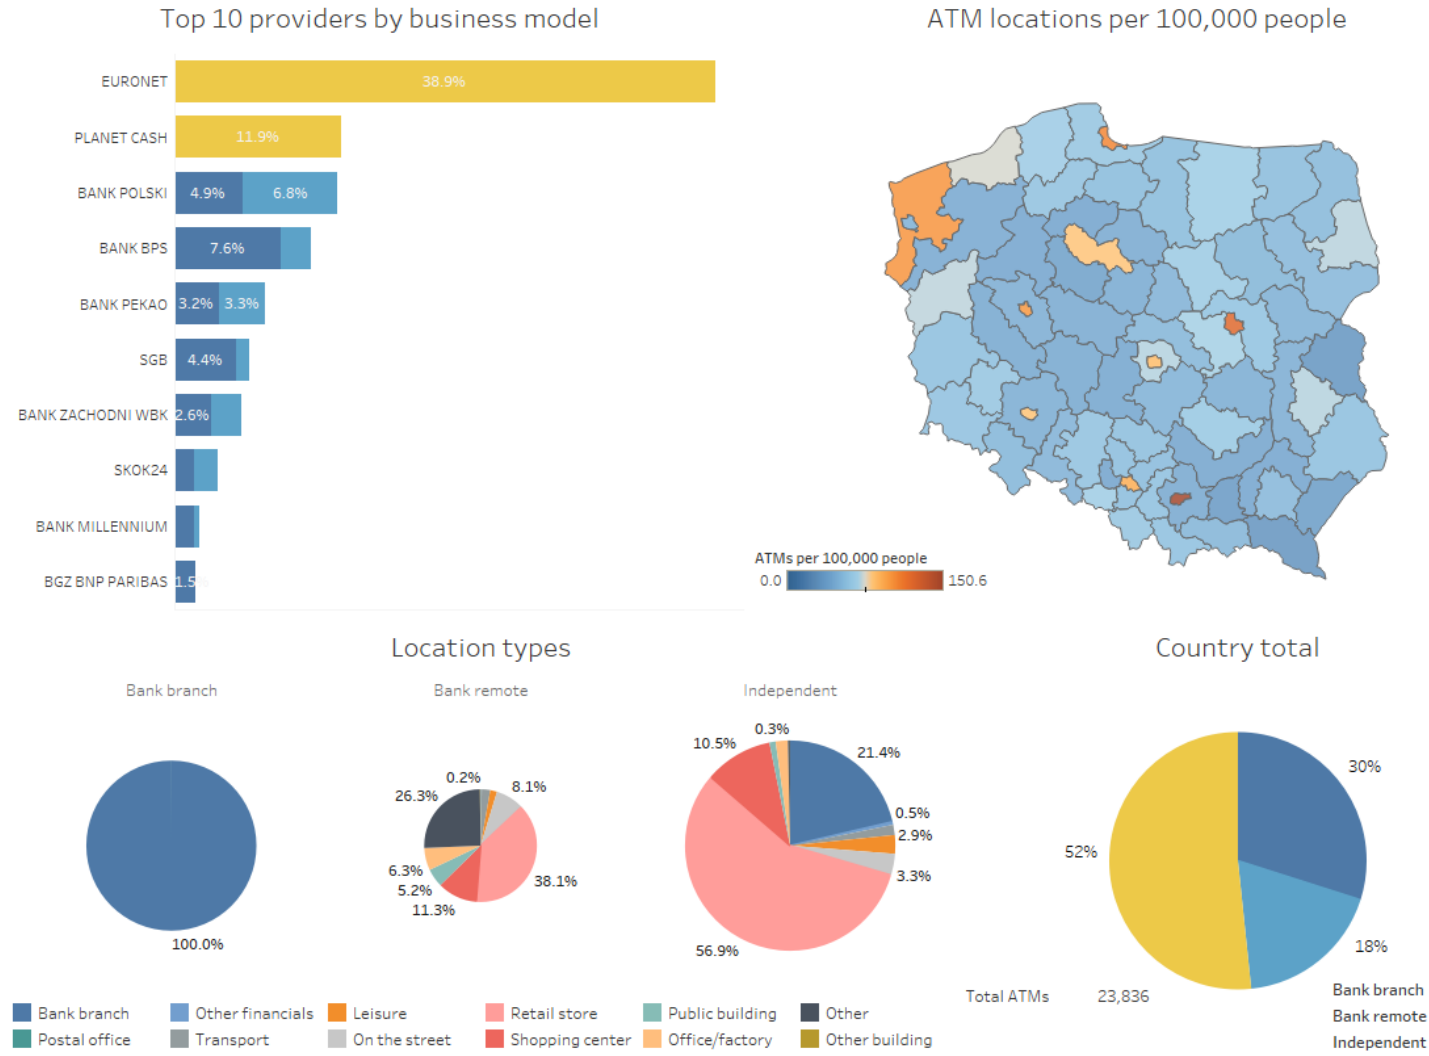 Top 10 providers by business model
EURONET
38.9%
PLANET CASH
11.9%
BANK POLSKI
4.9%
6.8%
BANK BPS
7.6%
BANK PEKAO
3.2%
3.3%
SGB
4.4%
BANK ZACHODNI WBK
2.6%
SKOK24
BANK MILLENNIUM
BGZ BNP PARIBAS
1.5%
ATM locations per 100,000 people
ATMs per 100,000 people
0.0
150.6
Location types
Bank branch
100.0%
Bank remote
0.2%
8.1%
26.3%
6.3%
5.2%
11.3%
38.1%
Independent
0.3%
10.5%
21.4%
0.5%
2.9%
3.3%
56.9%
Country total
30%
52%
18%
Total ATMs 23,836
Bank branch
Bank remote
Independent
Bank branch
Other financials
Leisure
Retail store
Public building
Other
Postal office
Transport
On the street
Shopping center
Office/factory
Other building